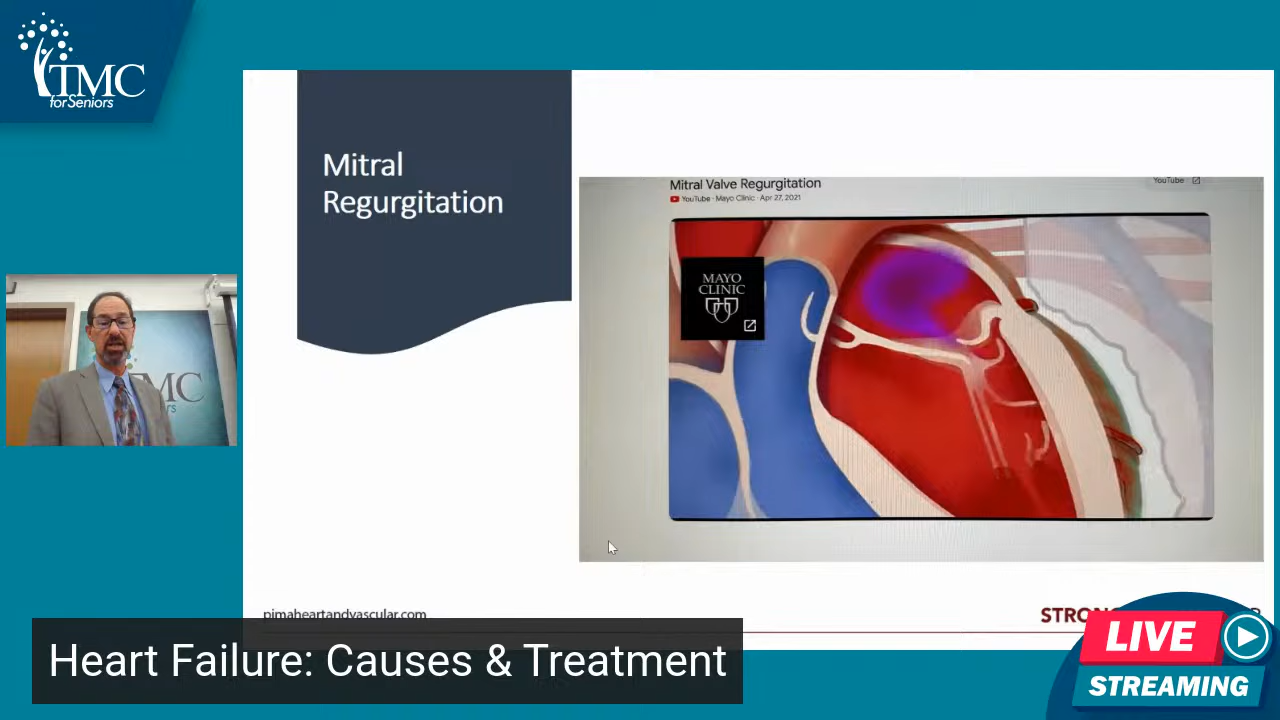 TMC
for Seniors
Mitral
Regurgitation
Mitral Valve Regurgitation
YouTube
YouTube · Mayo Clinic · Apr 27, 2021
MAYO
CLINIC
MC
pimaheartandvascular.com
Heart Failure: Causes & Treatment
LIVE
STREAMING